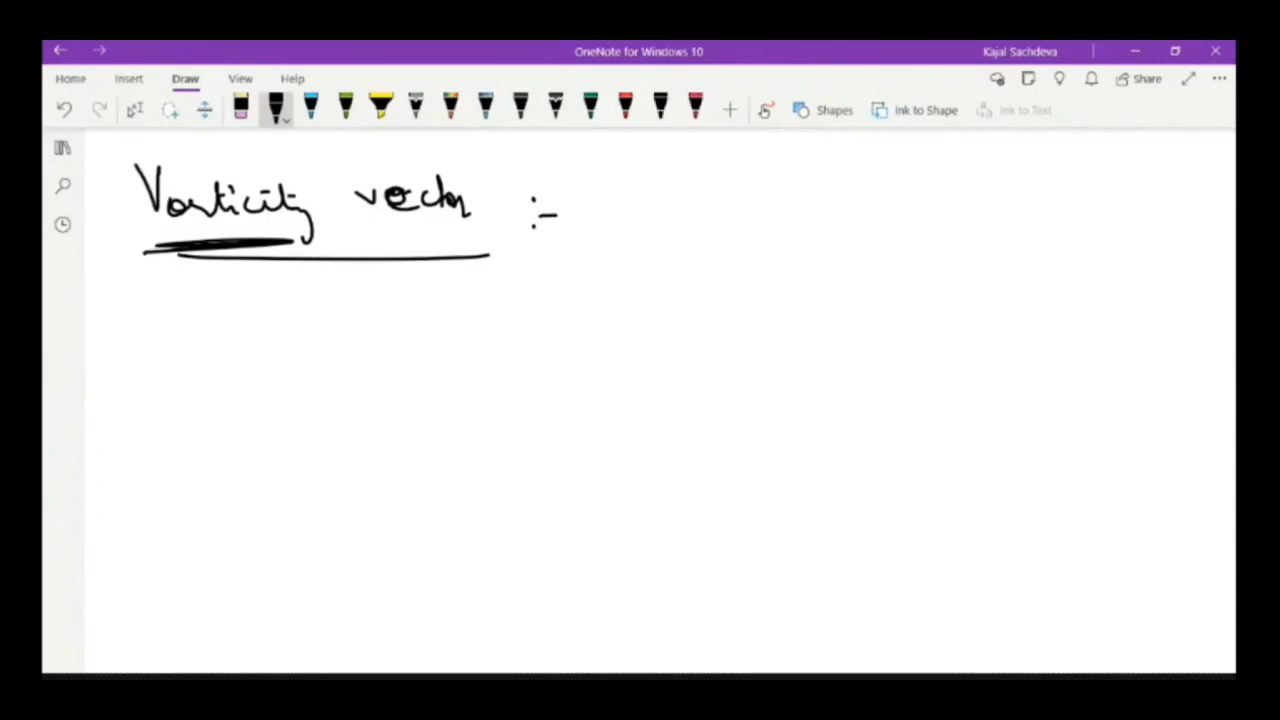 OneNote for Windows 10
Kajal Sachdeva
Home Insert Draw View Help
Share
Shapes
Ink to Shape
Ink to Text
Vorticity vector :-